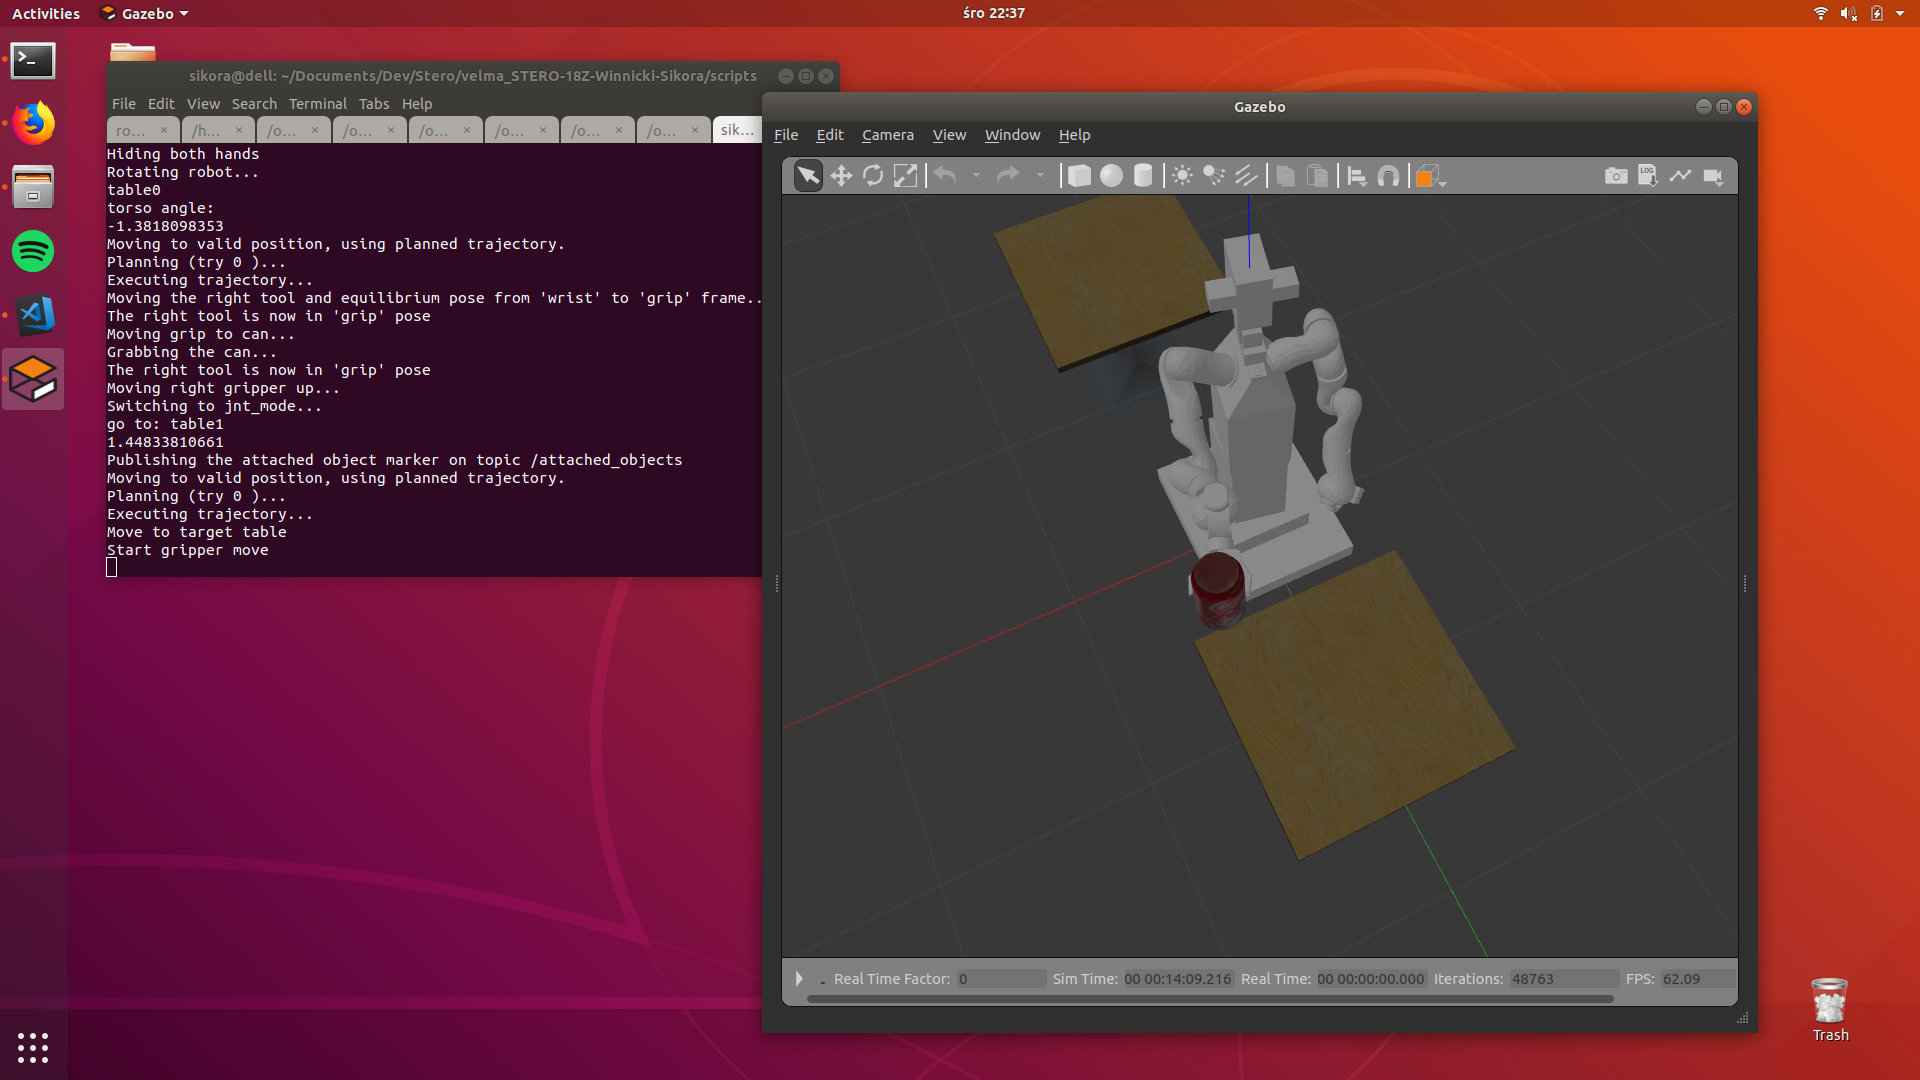 Activities
Gazebo
śro 22:37
sikora@dell: ~/Documents/Dev/Stero/velma_STERO-18Z-Winnicki-Sikora/scripts
File Edit View Search Terminal Tabs Help
ro... × /h... × /o... × /o... × /o... × /o... × /o... × /o... × sik...
Hiding both hands
Rotating robot...
table0
torso angle:
-1.3818098353
Moving to valid position, using planned trajectory.
Planning (try 0 )...
Executing trajectory...
Moving the right tool and equilibrium pose from 'wrist' to 'grip' frame..
The right tool is now in 'grip' pose
Moving grip to can...
Grabbing the can...
The right tool is now in 'grip' pose
Moving right gripper up...
Switching to jnt_mode...
go to: table1
1.44833810661
Publishing the attached object marker on topic /attached_objects
Moving to valid position, using planned trajectory.
Planning (try 0 )...
Executing trajectory...
Move to target table
Start gripper move
Gazebo
File Edit Camera View Window Help
LOG
Real Time Factor: 0 Sim Time: 00 00:14:09.216 Real Time: 00 00:00:00.000 Iterations: 48763 FPS: 62.09
Trash